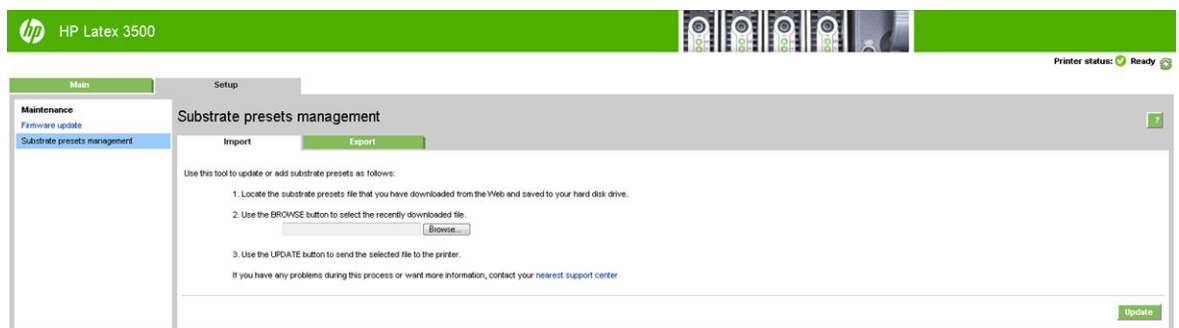 hp HP Latex 3500
Printer status: Ready
Main Setup
Maintenance
Firmware update
Substrate presets management
Substrate presets management
?
Import Export
Use this tool to update or add substrate presets as follows:
1. Locate the substrate presets file that you have downloaded from the Web and saved to your hard disk drive.
2. Use the BROWSE button to select the recently downloaded file.
Browse...
3. Use the UPDATE button to send the selected file to the printer.
If you have any problems during this process or want more information, contact your nearest support center
Update